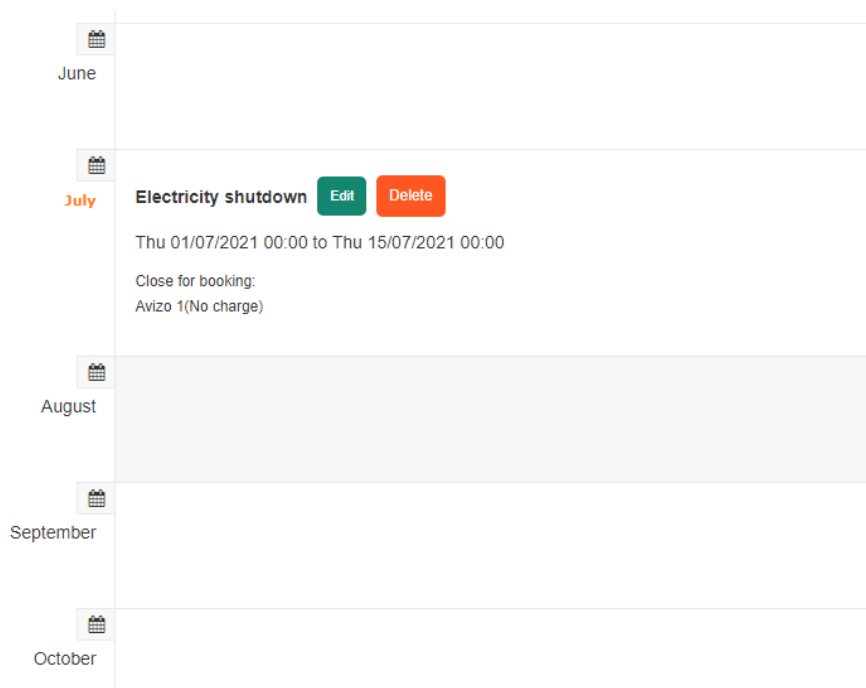 June
July
Electricity shutdown Edit Delete
Thu 01/07/2021 00:00 to Thu 15/07/2021 00:00
Close for booking:
Avizo 1(No charge)
August
September
October